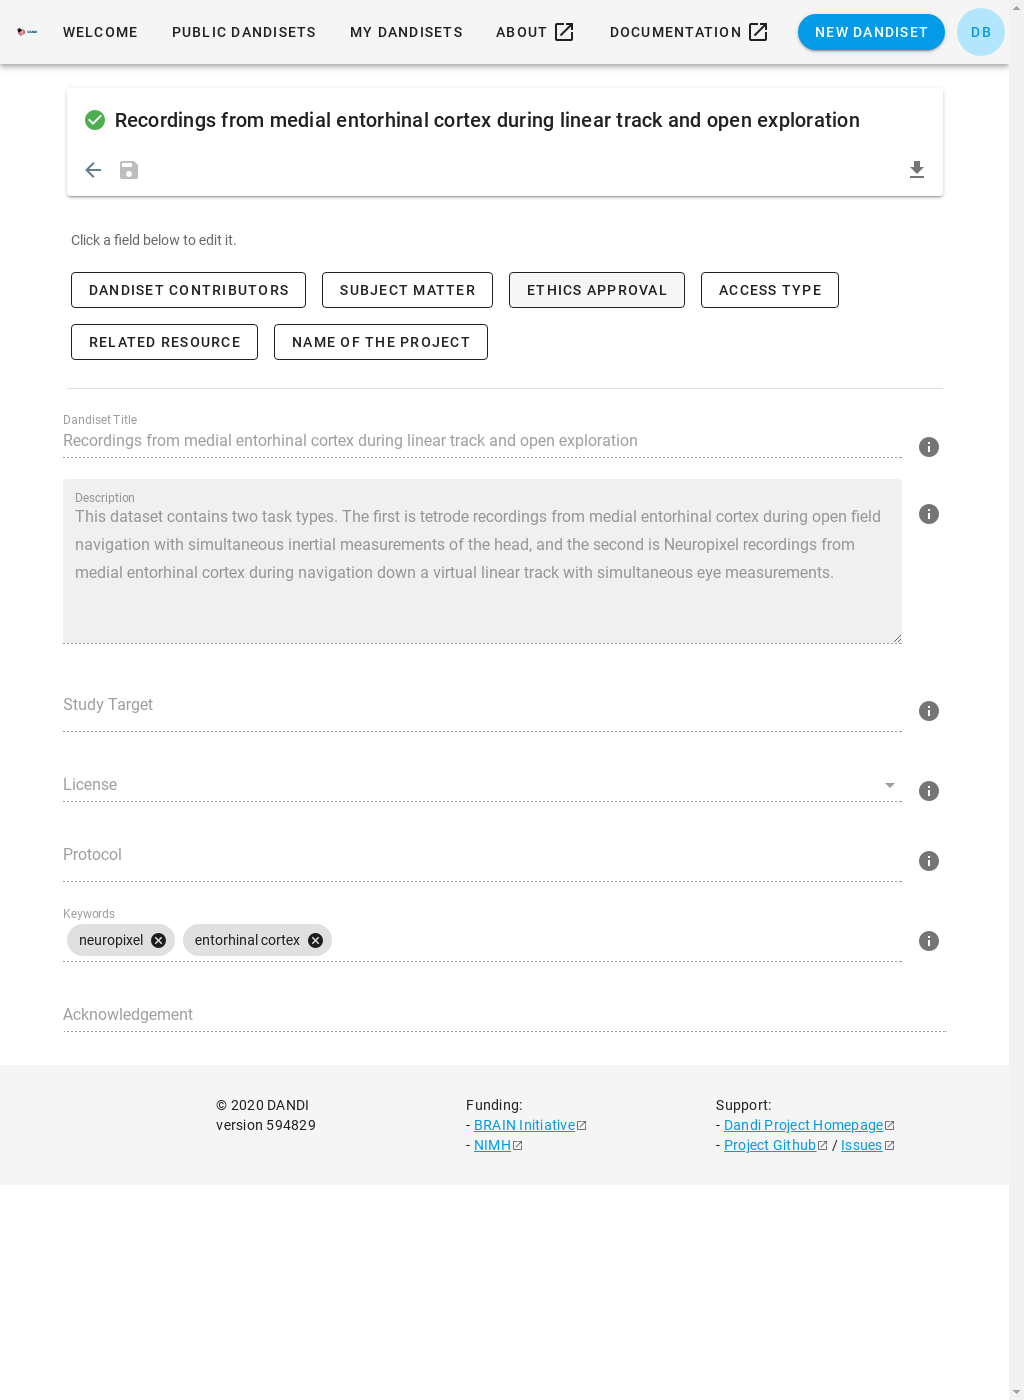 WELCOME PUBLIC DANDISETS MY DANDISETS ABOUT DOCUMENTATION NEW DANDISET DB
Recordings from medial entorhinal cortex during linear track and open exploration
Click a field below to edit it.
DANDISET CONTRIBUTORS SUBJECT MATTER ETHICS APPROVAL ACCESS TYPE
RELATED RESOURCE NAME OF THE PROJECT
Dandiset Title
Recordings from medial entorhinal cortex during linear track and open exploration
Description
This dataset contains two task types. The first is tetrode recordings from medial entorhinal cortex during open field
navigation with simultaneous inertial measurements of the head, and the second is Neuropixel recordings from
medial entorhinal cortex during navigation down a virtual linear track with simultaneous eye measurements.
Study Target
License
Protocol
Keywords
neuropixel entorhinal cortex
Acknowledgement
© 2020 DANDI
version 594829
Funding:
- BRAIN Initiative
- NIMH
Support:
- Dandi Project Homepage
- Project Github / Issues